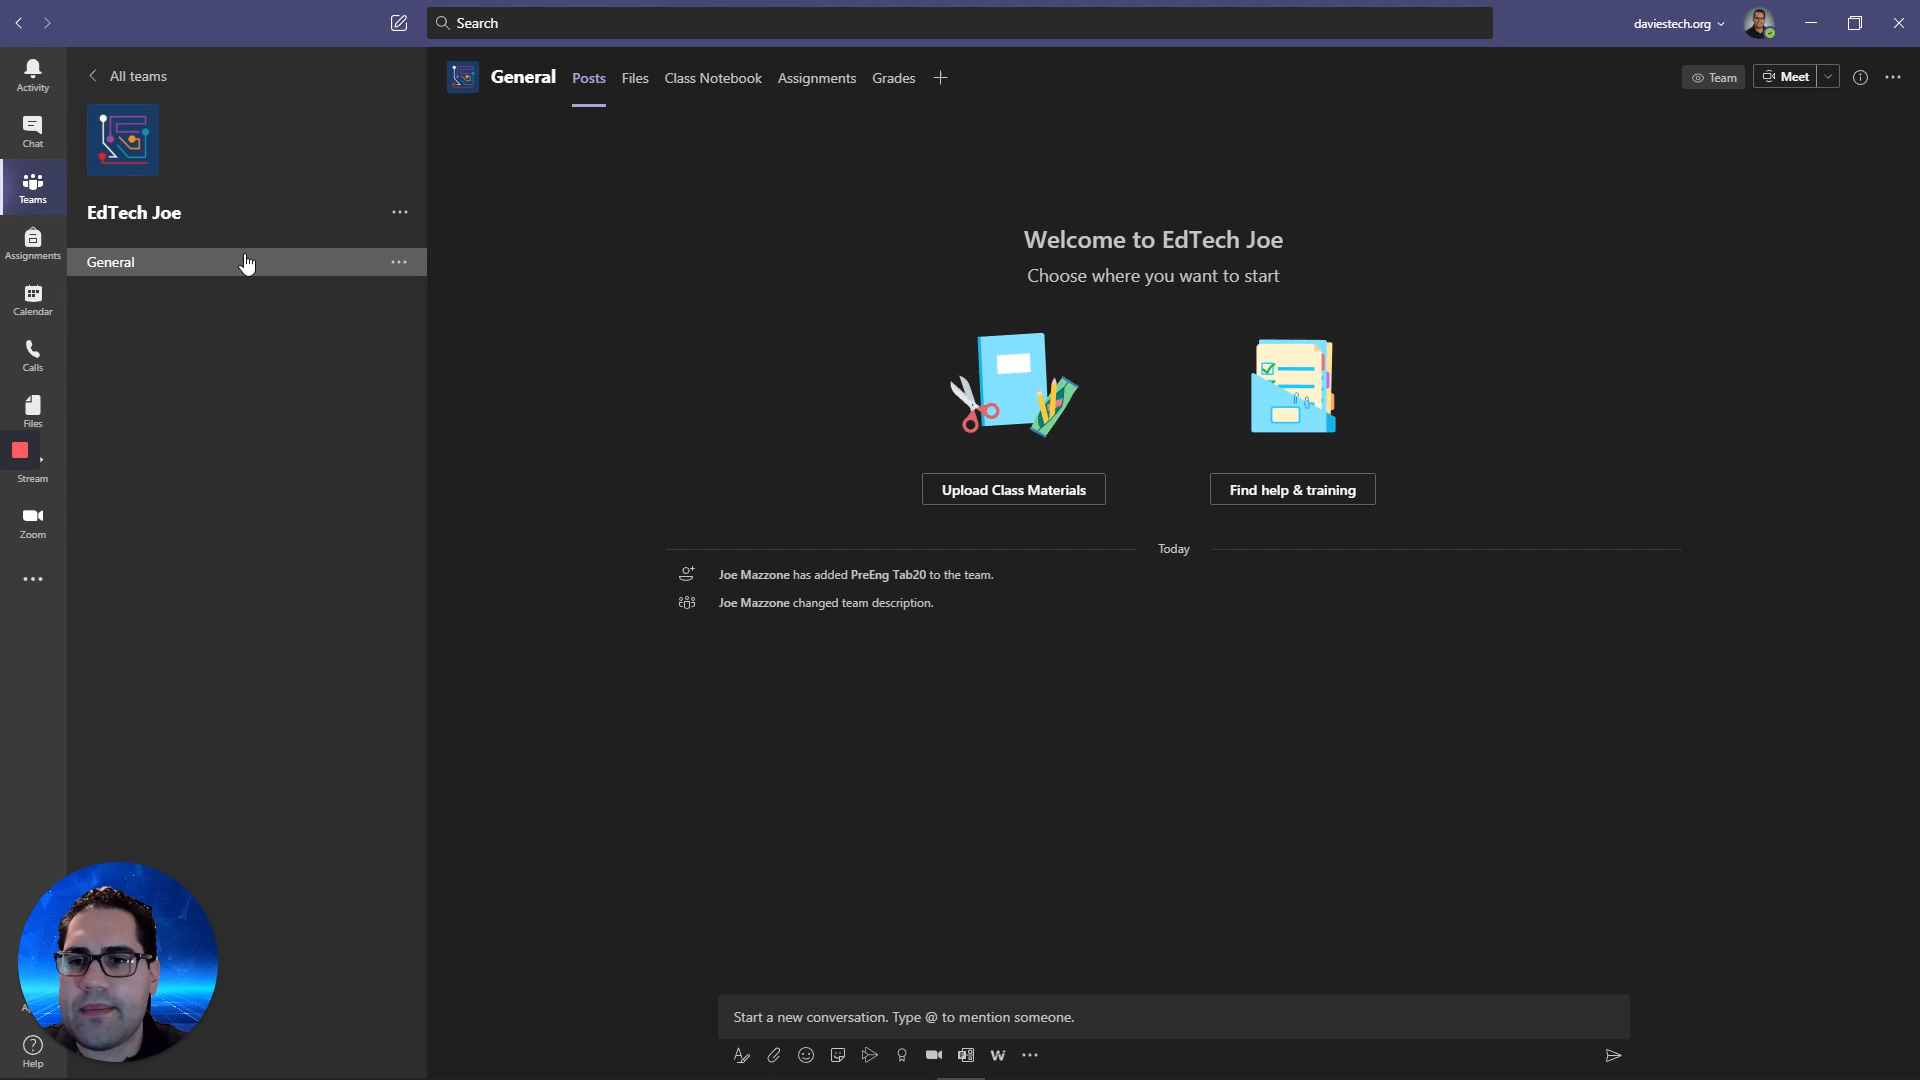 Search
daviestech.org
Activity
Chat
Teams
Assignments
Calendar
Calls
Files
Stream
Zoom
Help
All teams
EdTech Joe
General
General
Posts
Files
Class Notebook
Assignments
Grades
Team
Meet
Welcome to EdTech Joe
Choose where you want to start
Upload Class Materials
Find help & training
Today
Joe Mazzone has added PreEng Tab20 to the team.
Joe Mazzone changed team description.
Start a new conversation. Type @ to mention someone.